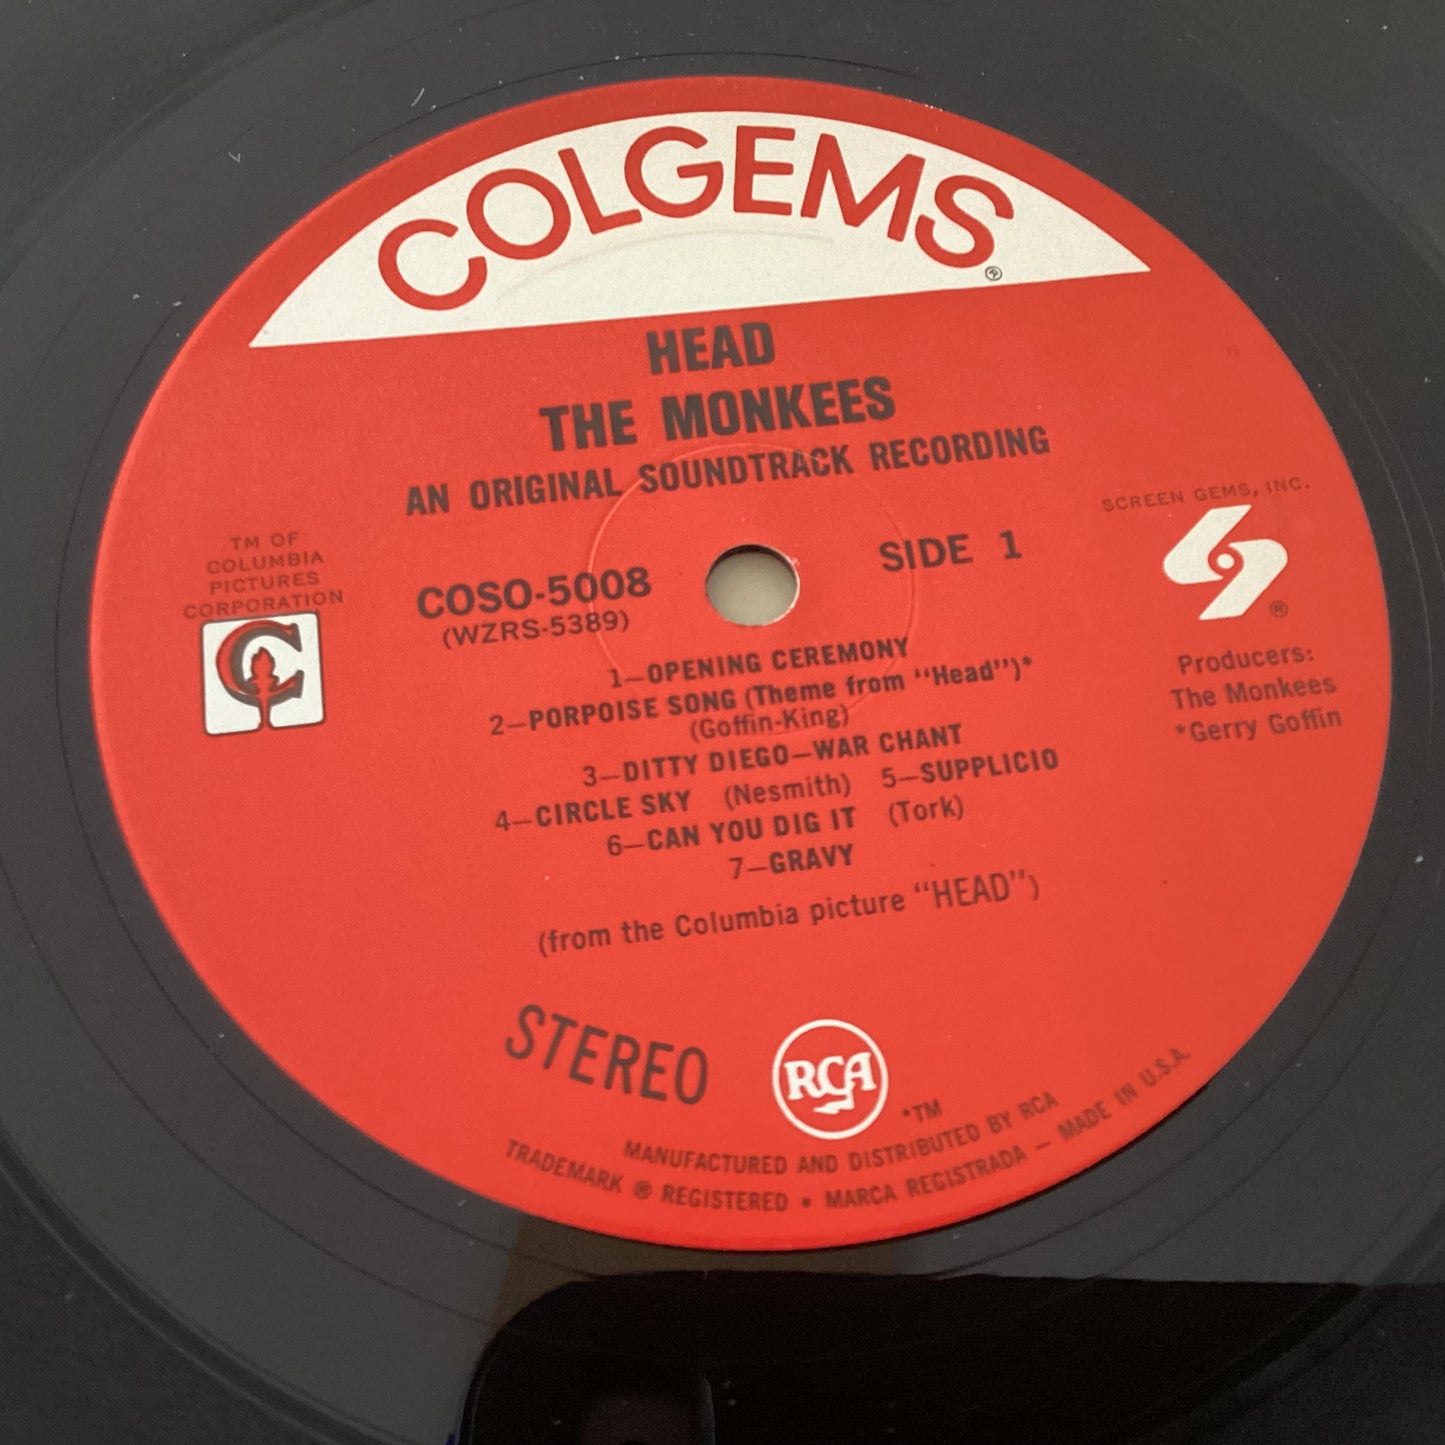 COLGEMS
®
HEAD
THE MONKEES
AN ORIGINAL SOUNDTRACK RECORDING
TM OF
COLUMBIA
PICTURES
CORPORATION
C
COSO-5008
(WZRS-5389)
SIDE 1
SCREEN GEMS, INC.
®
Producers:
The Monkees
*Gerry Goffin
1—OPENING CEREMONY
2—PORPOISE SONG (Theme from "Head")*
(Goffin-King)
3—DITTY DIEGO—WAR CHANT
4—CIRCLE SKY (Nesmith) 5—SUPPLICIO
6—CAN YOU DIG IT (Tork)
7—GRAVY
(from the Columbia picture "HEAD")
STEREO
RCA
*TM
MANUFACTURED AND DISTRIBUTED BY RCA
TRADEMARK ® REGISTERED • MARCA REGISTRADA — MADE IN U.S.A.